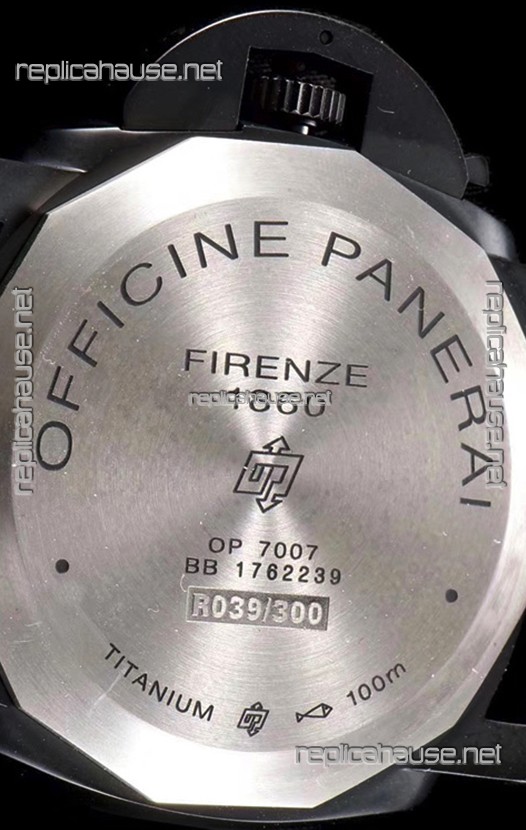 replicahause.net
OFFICINE PANERAI
FIRENZE
1860
replicahause.net
replicahause.net
replicahause.net
OP 7007
BB 1762239
R039/300
TITANIUM OP 100m
replicahause.net